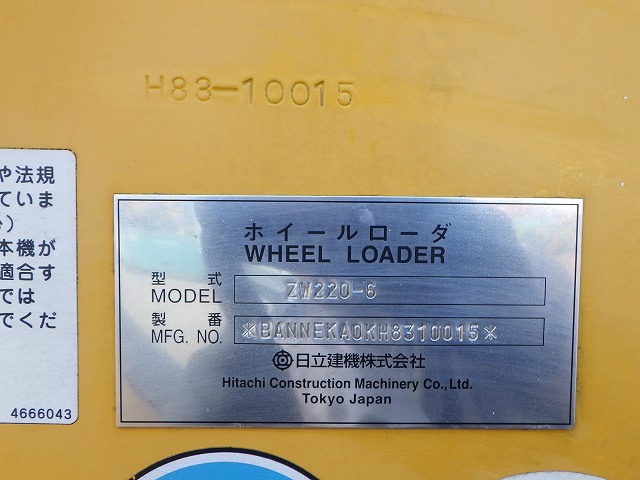 H83-10015
や法規
ていま
い）
本機が
適合す
では
でくだ
4666043
ホイールローダ
WHEEL LOADER
型式
MODEL ZW220-6
製番
MFG. NO. *BANNEKA0KH8310015*
日立建機株式会社
Hitachi Construction Machinery Co., Ltd.
Tokyo Japan